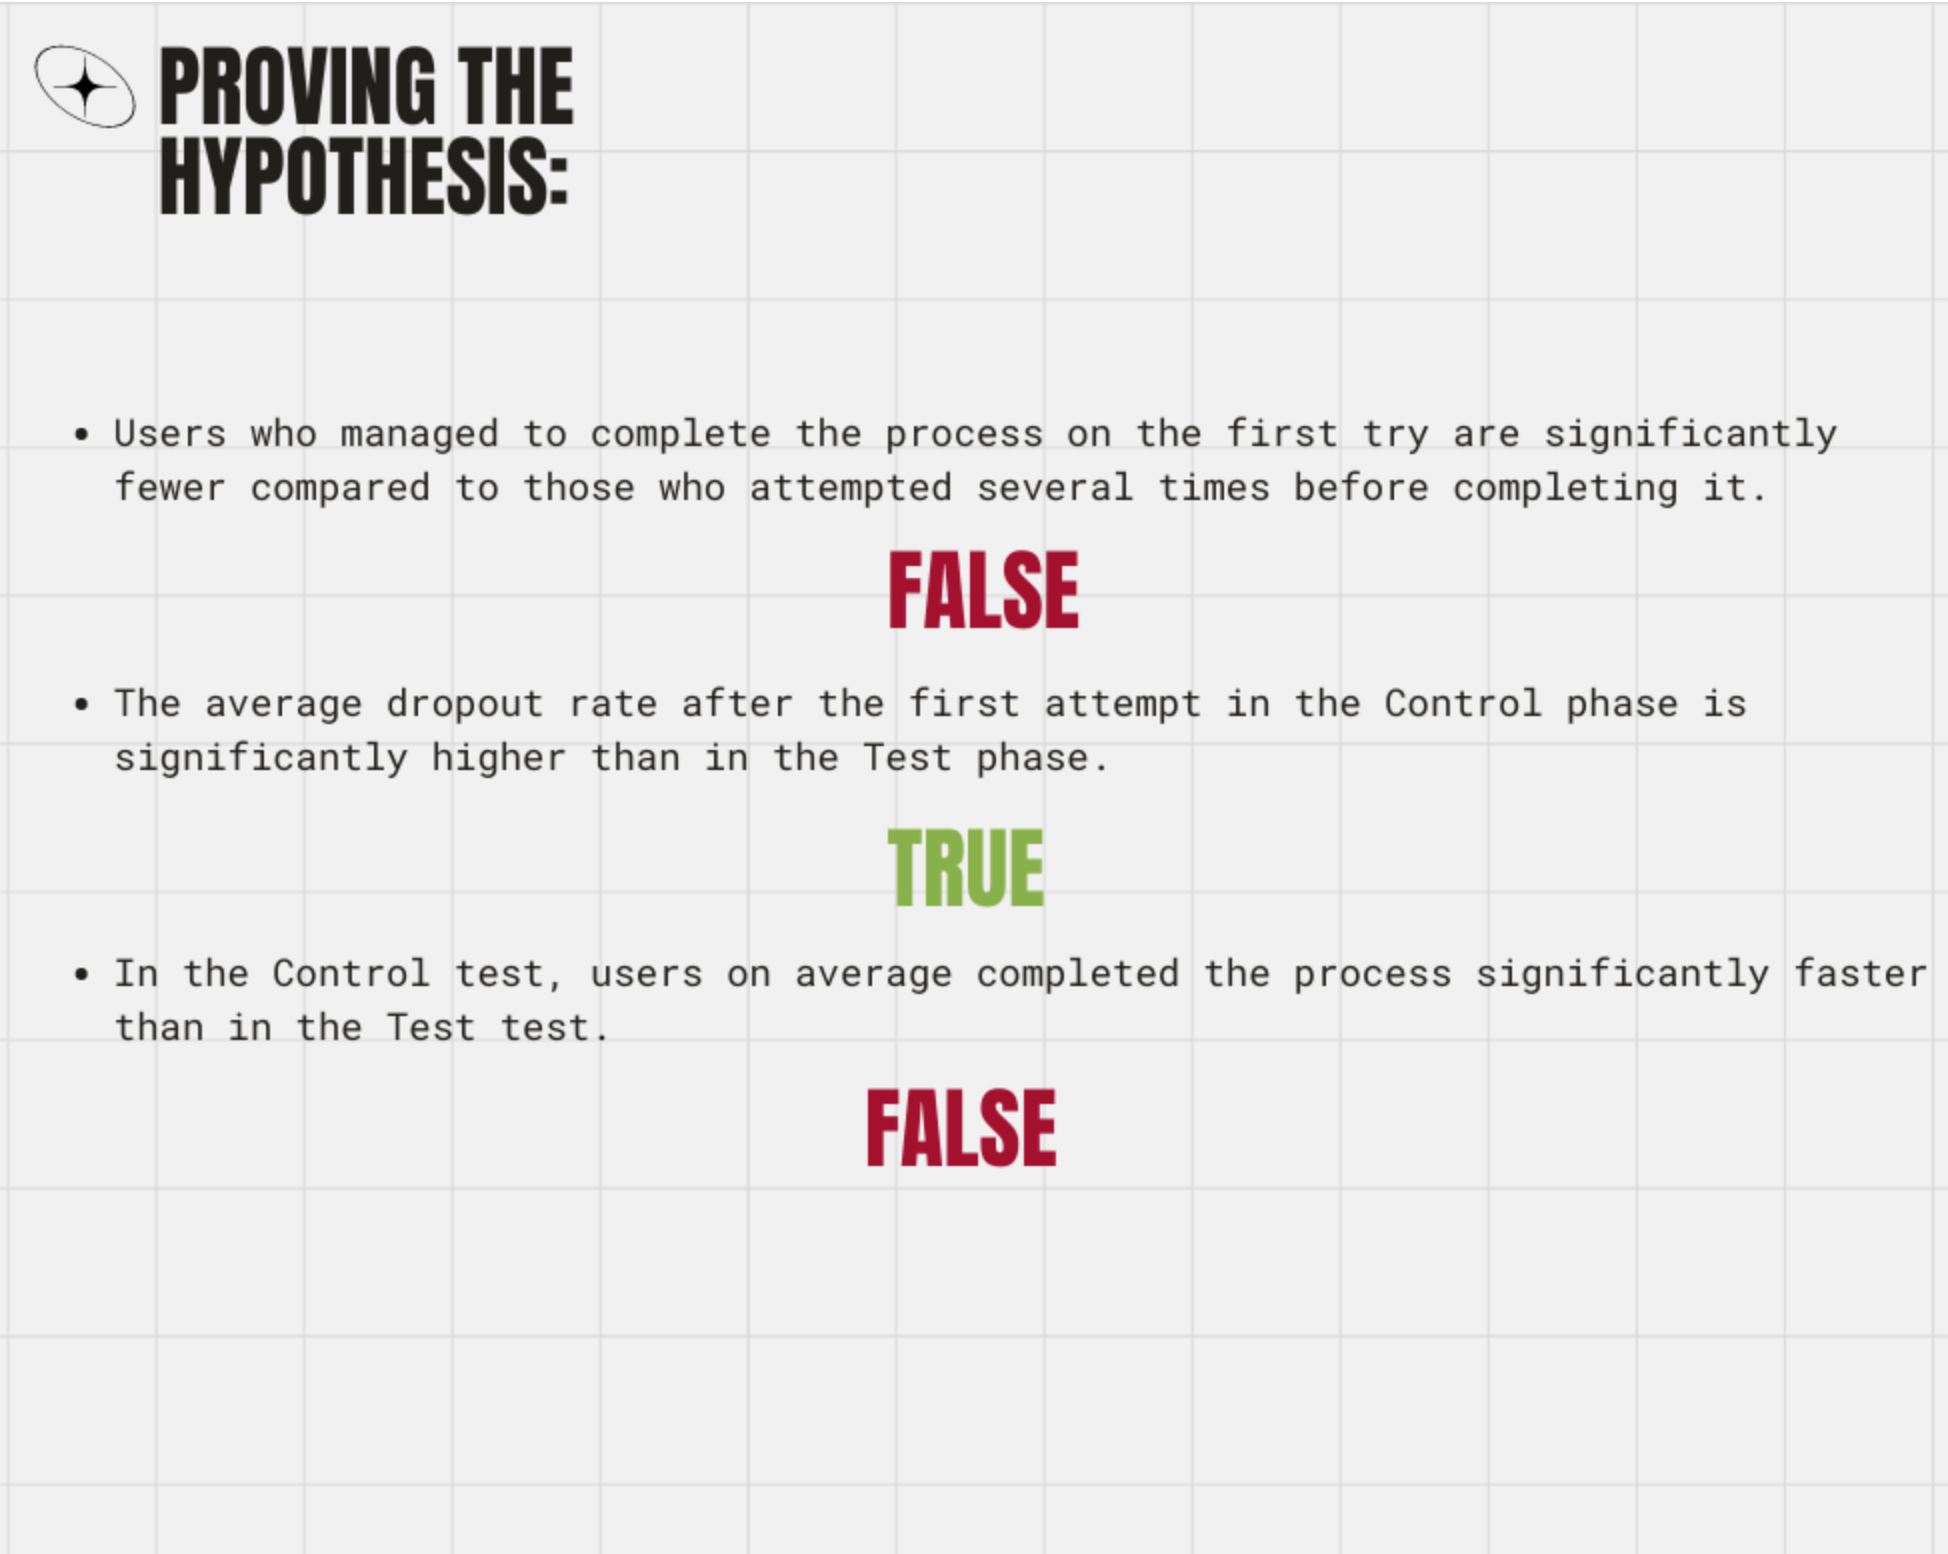 PROVING THE
HYPOTHESIS:
• Users who managed to complete the process on the first try are significantly
fewer compared to those who attempted several times before completing it.
FALSE
• The average dropout rate after the first attempt in the Control phase is
significantly higher than in the Test phase.
TRUE
• In the Control test, users on average completed the process significantly faster
than in the Test test.
FALSE